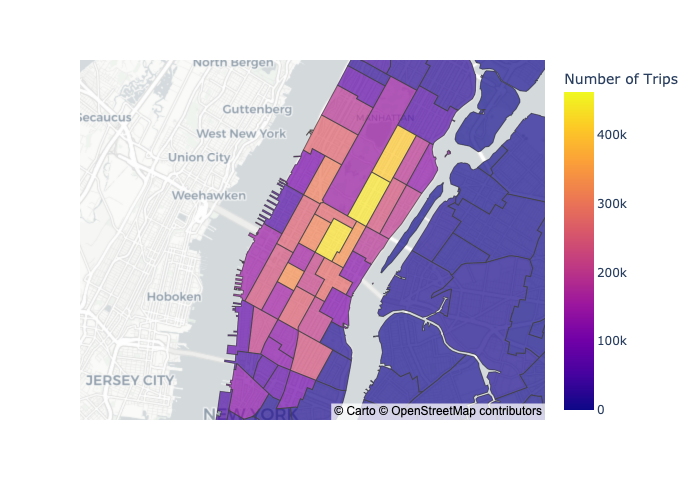 North Bergen
Secaucus
Guttenberg
MANHATTAN
West New York
Union City
Weehawken
Hoboken
JERSEY CITY
NEW YORK
© Carto © OpenStreetMap contributors
Number of Trips
400k
300k
200k
100k
0